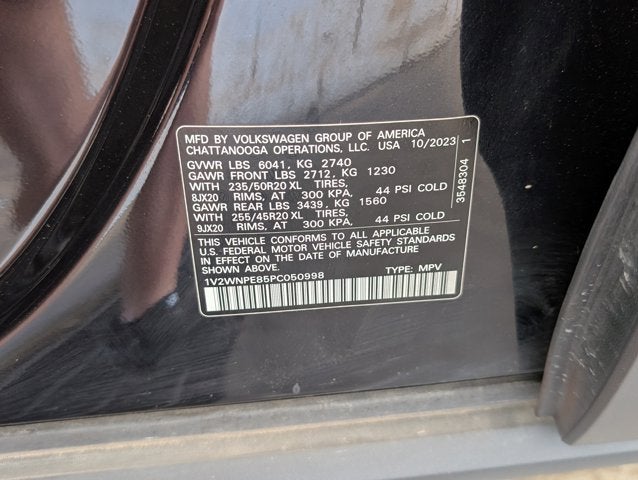 MFD BY VOLKSWAGEN GROUP OF AMERICA
CHATTANOOGA OPERATIONS, LLC. USA 10/2023
GVWR LBS 6041, KG 2740
GAWR FRONT LBS 2712, KG 1230
WITH 235/50R20 XL TIRES,
8JX20 RIMS, AT 300 KPA, 44 PSI COLD
GAWR REAR LBS 3439, KG 1560
WITH 255/45R20 XL TIRES,
9JX20 RIMS, AT 300 KPA, 44 PSI COLD
THIS VEHICLE CONFORMS TO ALL APPLICABLE
U.S. FEDERAL MOTOR VEHICLE SAFETY STANDARDS
IN EFFECT ON THE DATE OF MANUFACTURE
SHOWN ABOVE.
1V2WNPE85PC050998 TYPE: MPV
3548304 1